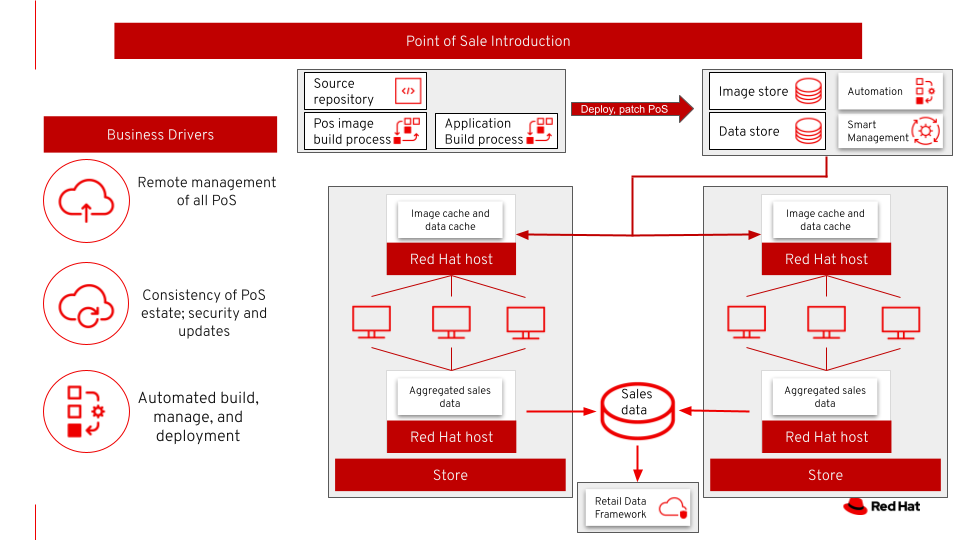 Point of Sale Introduction
Business Drivers
Remote management
of all PoS
Consistency of PoS
estate; security and
updates
Automated build,
manage, and
deployment
Source
repository
</>
Pos image
build process
Application
Build process
Deploy, patch PoS
Image store
Data store
Automation
Smart
Management
Image cache and
data cache
Red Hat host
Aggregated sales
data
Red Hat host
Store
Image cache and
data cache
Red Hat host
Aggregated sales
data
Red Hat host
Store
Sales
data
Retail Data
Framework
Red Hat